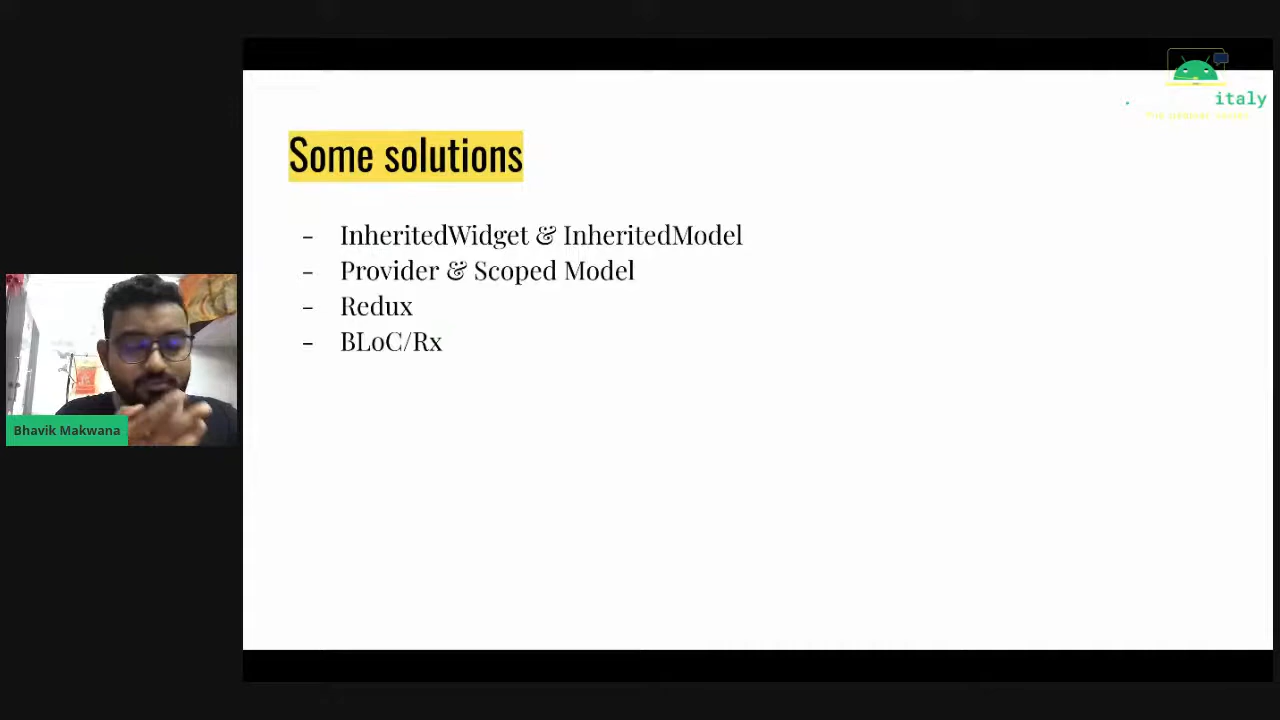 italy
Some solutions
- InheritedWidget & InheritedModel
- Provider & Scoped Model
- Redux
- BLoC/Rx
Bhavik Makwana